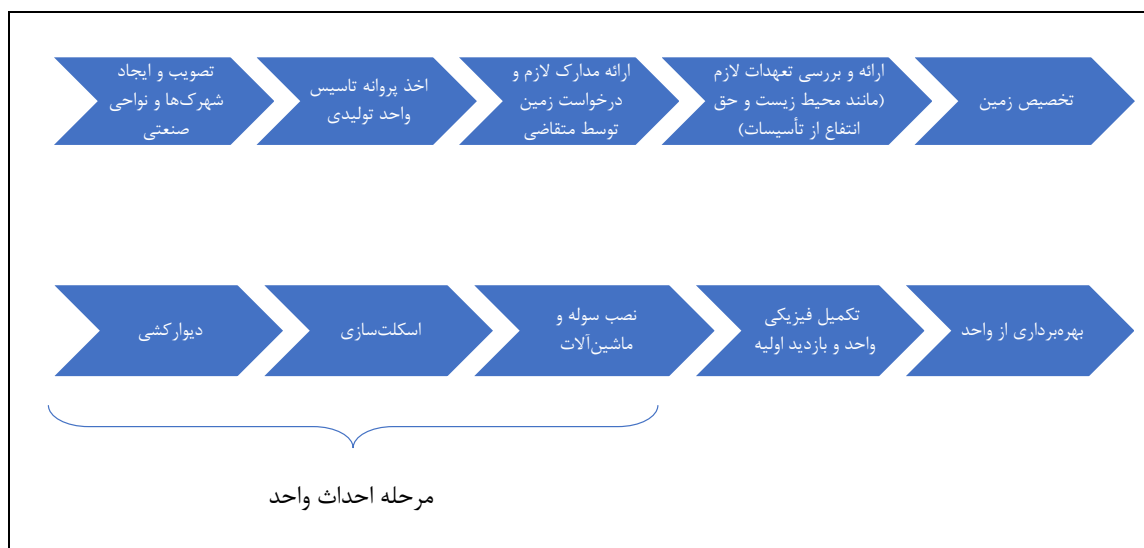 تصویب و ایجاد
شهرک‌ها و نواحی
صنعتی
اخذ پروانه تاسیس
واحد تولیدی
ارائه مدارک لازم و
درخواست زمین
توسط متقاضی
ارائه و بررسی تعهدات لازم
(مانند محیط زیست و حق
انتفاع از تأسیسات)
تخصیص زمین
دیوارکشی
اسکلت‌سازی
نصب سوله و
ماشین‌آلات
تکمیل فیزیکی
واحد و بازدید اولیه
بهره‌برداری از واحد
مرحله احداث واحد